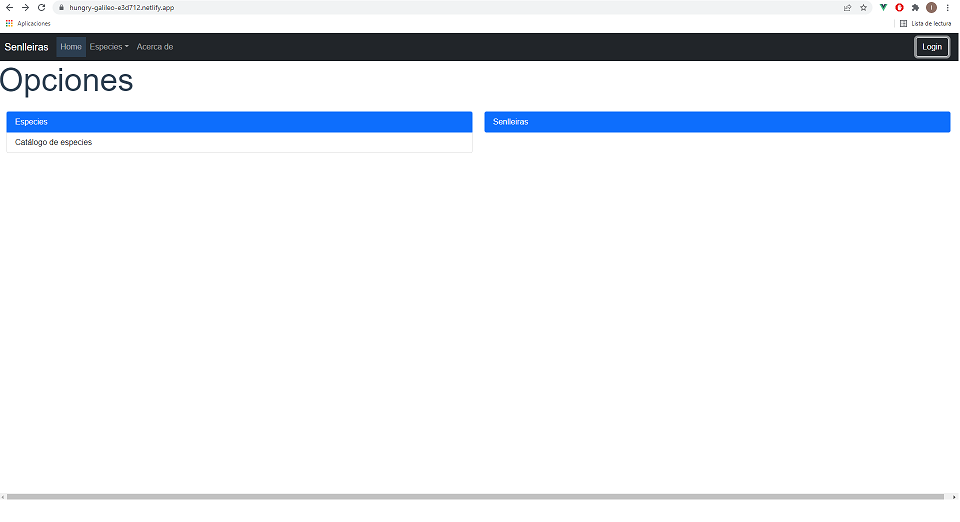 hungry-galileo-e3d712.netlify.app
Aplicaciones
Lista de lectura
Senlleiras Home Especies Acerca de Login
Opciones
Especies
Senlleiras
Catálogo de especies